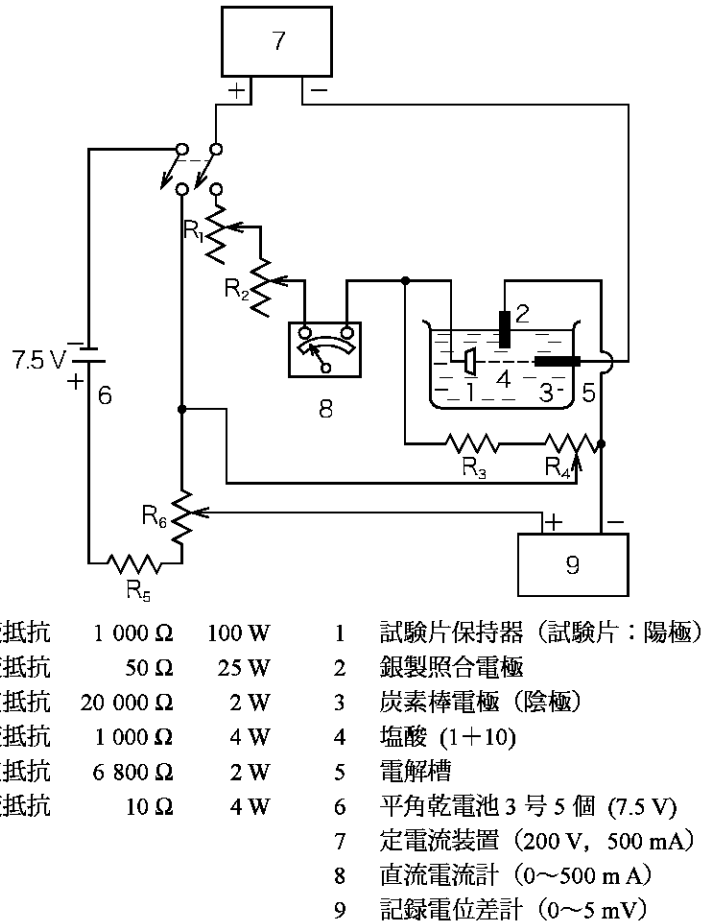 7
+ −
R₁
R₂
7.5 V
−
+
6
8
1
2
3
4
5
R₃
R₄
R₆
R₅
+ −
9
抵抗 1 000 Ω 100 W
抵抗 50 Ω 25 W
抵抗 20 000 Ω 2 W
抵抗 1 000 Ω 4 W
抵抗 6 800 Ω 2 W
抵抗 10 Ω 4 W
1 試験片保持器（試験片：陽極）
2 銀製照合電極
3 炭素棒電極（陰極）
4 塩酸 (1＋10)
5 電解槽
6 平角乾電池 3 号 5 個 (7.5 V)
7 定電流装置（200 V，500 mA）
8 直流電流計（0～500 m A）
9 記録電位差計（0～5 mV）